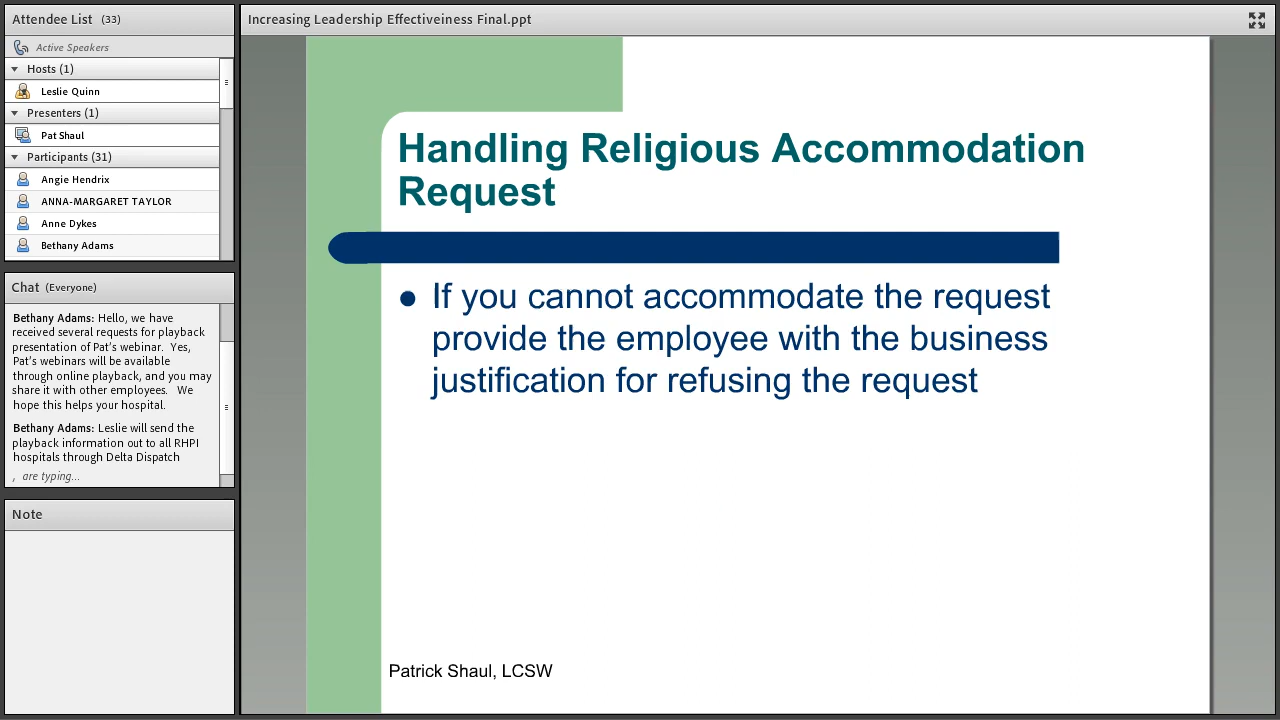 Attendee List (33)
Active Speakers
Hosts (1)
Leslie Quinn
Presenters (1)
Pat Shaul
Participants (31)
Angie Hendrix
ANNA-MARGARET TAYLOR
Anne Dykes
Bethany Adams
Chat (Everyone)
Bethany Adams: Hello, we have
received several requests for playback
presentation of Pat's webinar. Yes,
Pat's webinars will be available
through online playback, and you may
share it with other employees. We
hope this helps your hospital.
Bethany Adams: Leslie will send the
playback information out to all RHPI
hospitals through Delta Dispatch
, are typing...
Note
Increasing Leadership Effectiveiness Final.ppt
Handling Religious Accommodation
Request
If you cannot accommodate the request
provide the employee with the business
justification for refusing the request
Patrick Shaul, LCSW